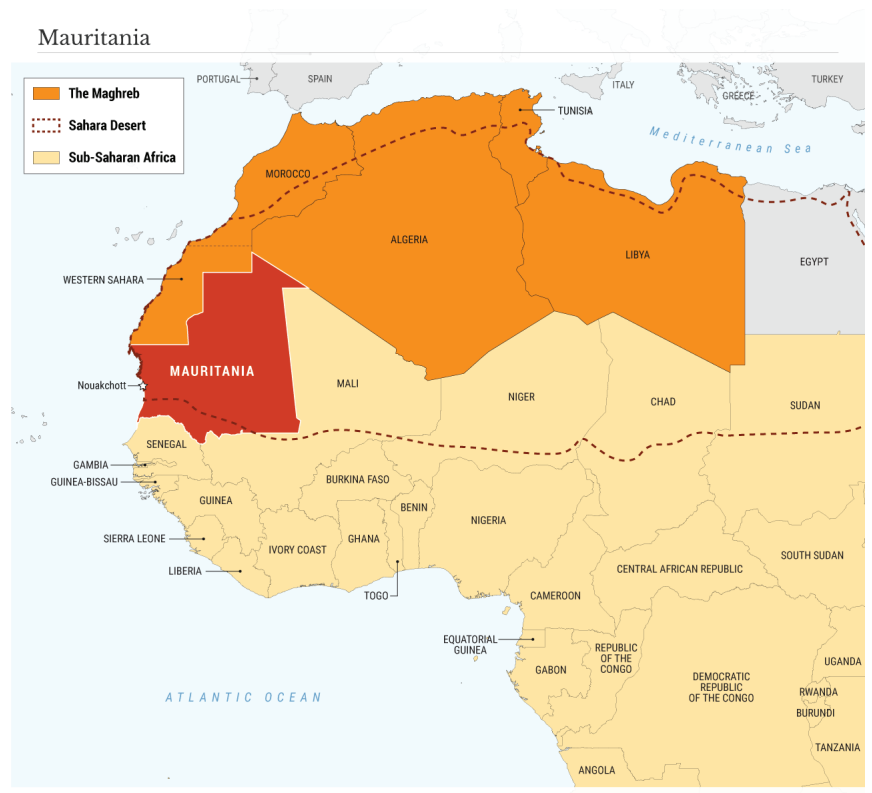 Mauritania
The Maghreb
Sahara Desert
Sub-Saharan Africa
PORTUGAL
SPAIN
ITALY
GREECE
TURKEY
TUNISIA
Mediterranean Sea
MOROCCO
ALGERIA
LIBYA
EGYPT
WESTERN SAHARA
MAURITANIA
Nouakchott
MALI
NIGER
CHAD
SUDAN
SENEGAL
GAMBIA
GUINEA-BISSAU
GUINEA
BURKINA FASO
BENIN
NIGERIA
SIERRA LEONE
IVORY COAST
GHANA
LIBERIA
TOGO
CENTRAL AFRICAN REPUBLIC
SOUTH SUDAN
CAMEROON
EQUATORIAL
GUINEA
GABON
REPUBLIC
OF THE
CONGO
DEMOCRATIC
REPUBLIC
OF THE CONGO
UGANDA
RWANDA
BURUNDI
TANZANIA
ATLANTIC OCEAN
ANGOLA